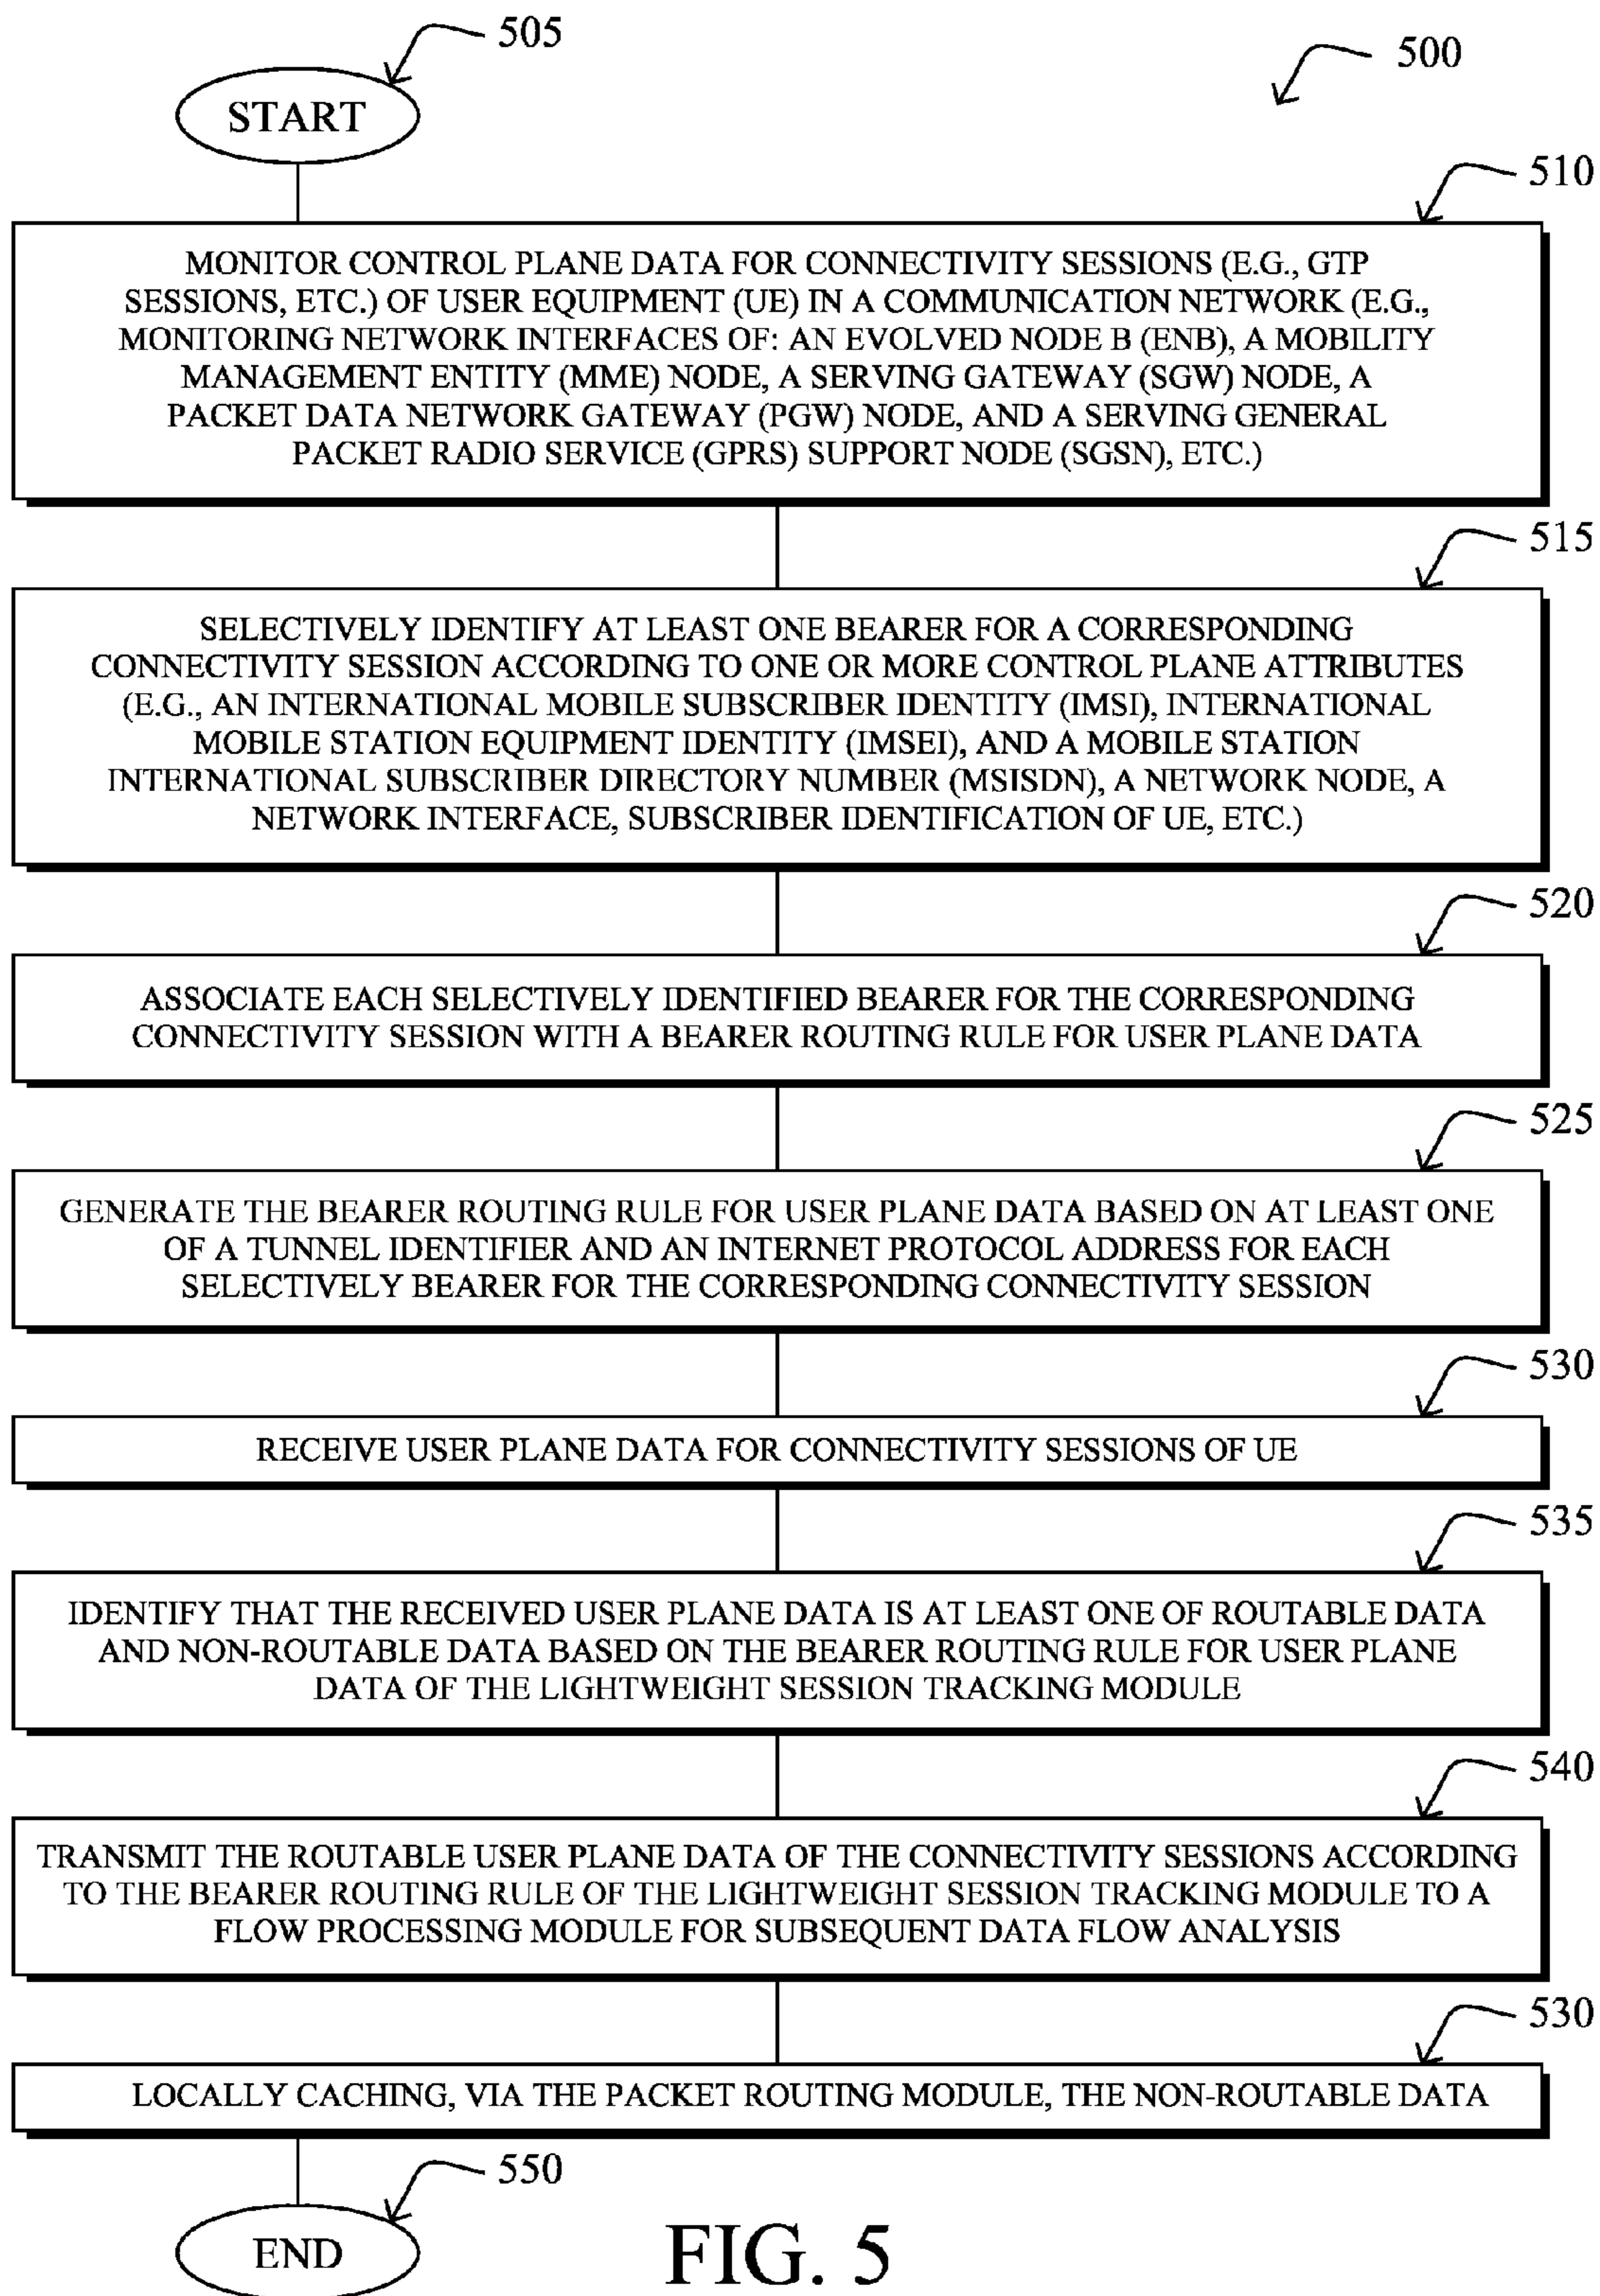 505
500
START
510
MONITOR CONTROL PLANE DATA FOR CONNECTIVITY SESSIONS (E.G., GTP
SESSIONS, ETC.) OF USER EQUIPMENT (UE) IN A COMMUNICATION NETWORK (E.G.,
MONITORING NETWORK INTERFACES OF: AN EVOLVED NODE B (ENB), A MOBILITY
MANAGEMENT ENTITY (MME) NODE, A SERVING GATEWAY (SGW) NODE, A
PACKET DATA NETWORK GATEWAY (PGW) NODE, AND A SERVING GENERAL
PACKET RADIO SERVICE (GPRS) SUPPORT NODE (SGSN), ETC.)
515
SELECTIVELY IDENTIFY AT LEAST ONE BEARER FOR A CORRESPONDING
CONNECTIVITY SESSION ACCORDING TO ONE OR MORE CONTROL PLANE ATTRIBUTES
(E.G., AN INTERNATIONAL MOBILE SUBSCRIBER IDENTITY (IMSI), INTERNATIONAL
MOBILE STATION EQUIPMENT IDENTITY (IMSEI), AND A MOBILE STATION
INTERNATIONAL SUBSCRIBER DIRECTORY NUMBER (MSISDN), A NETWORK NODE, A
NETWORK INTERFACE, SUBSCRIBER IDENTIFICATION OF UE, ETC.)
520
ASSOCIATE EACH SELECTIVELY IDENTIFIED BEARER FOR THE CORRESPONDING
CONNECTIVITY SESSION WITH A BEARER ROUTING RULE FOR USER PLANE DATA
525
GENERATE THE BEARER ROUTING RULE FOR USER PLANE DATA BASED ON AT LEAST ONE
OF A TUNNEL IDENTIFIER AND AN INTERNET PROTOCOL ADDRESS FOR EACH
SELECTIVELY BEARER FOR THE CORRESPONDING CONNECTIVITY SESSION
530
RECEIVE USER PLANE DATA FOR CONNECTIVITY SESSIONS OF UE
535
IDENTIFY THAT THE RECEIVED USER PLANE DATA IS AT LEAST ONE OF ROUTABLE DATA
AND NON-ROUTABLE DATA BASED ON THE BEARER ROUTING RULE FOR USER PLANE
DATA OF THE LIGHTWEIGHT SESSION TRACKING MODULE
540
TRANSMIT THE ROUTABLE USER PLANE DATA OF THE CONNECTIVITY SESSIONS ACCORDING
TO THE BEARER ROUTING RULE OF THE LIGHTWEIGHT SESSION TRACKING MODULE TO A
FLOW PROCESSING MODULE FOR SUBSEQUENT DATA FLOW ANALYSIS
530
LOCALLY CACHING, VIA THE PACKET ROUTING MODULE, THE NON-ROUTABLE DATA
550
END
FIG. 5